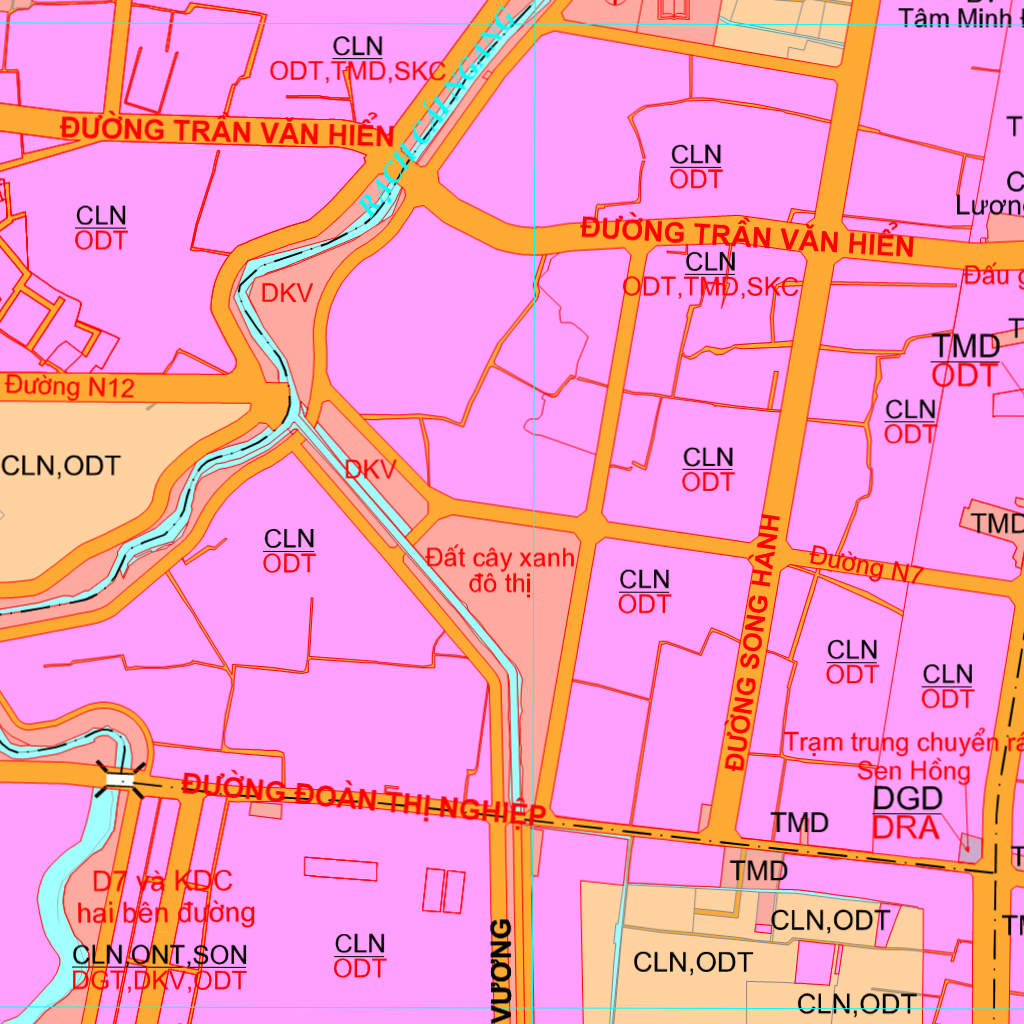 Tâm Minh
CLN
ODT,TMD,SKC
RẠCH CÁI NGANG
ĐƯỜNG TRẦN VĂN HIỂN
CLN
ODT
CLN
ODT
Lương
ĐƯỜNG TRẦN VĂN HIỂN
CLN
ODT,TMD,SKC
Đấu
DKV
TMD
ODT
Đường N12
CLN
ODT
CLN,ODT
DKV
CLN
ODT
TMD
CLN
ODT
Đất cây xanh
đô thị
Đường N7
CLN
ODT
ĐƯỜNG SONG HÀNH
CLN
ODT
CLN
ODT
Trạm trung chuyển
Sen Hồng
DGD
DRA
ĐƯỜNG ĐOÀN THỊ NGHIỆP
TMD
TMD
D7 và KDC
hai bên đường
CLN,ONT,SON
DGT,DKV,ODT
CLN
ODT
VƯƠNG
CLN,ODT
CLN,ODT
CLN,ODT